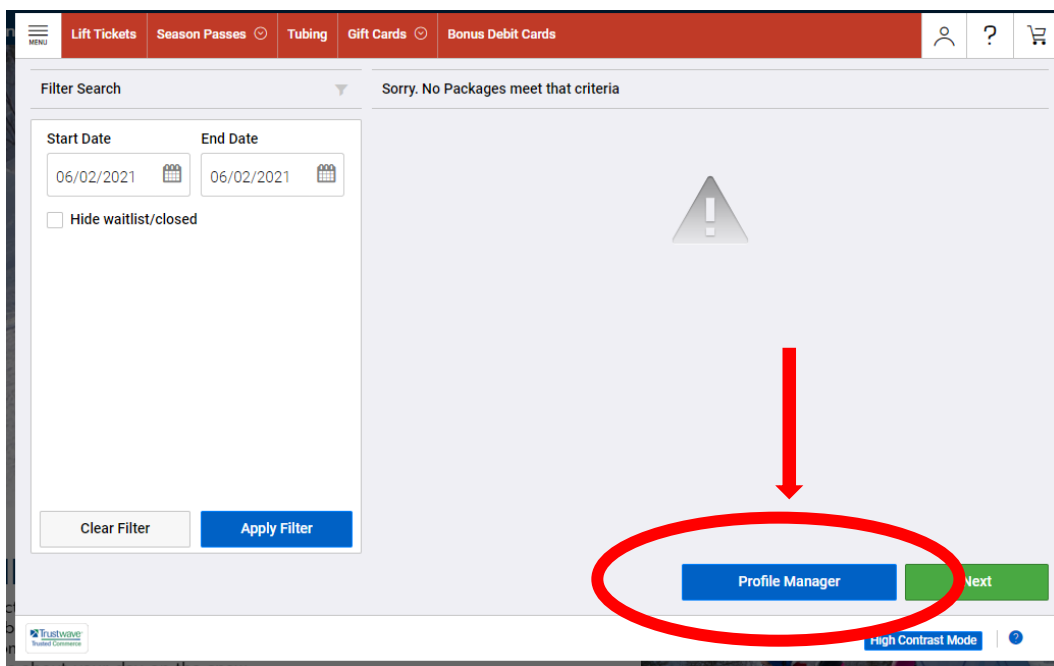 MENU
Lift Tickets
Season Passes
Tubing
Gift Cards
Bonus Debit Cards
?
Filter Search
Sorry. No Packages meet that criteria
Start Date
End Date
06/02/2021
06/02/2021
Hide waitlist/closed
!
Clear Filter
Apply Filter
Profile Manager
Next
Trustwave
Trusted Commerce
High Contrast Mode
?